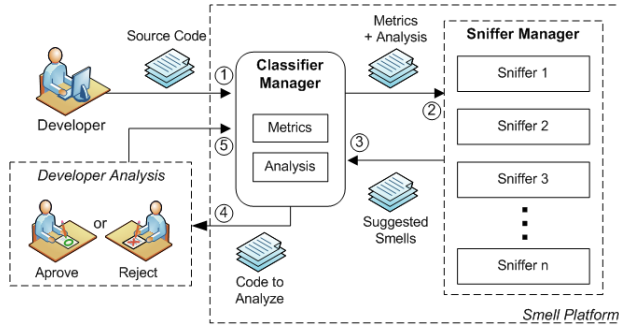 Source Code
Developer
1
Classifier
Manager
Metrics
Analysis
Metrics
+ Analysis
2
Sniffer Manager
Sniffer 1
Sniffer 2
Sniffer 3
Sniffer n
3
Suggested
Smells
5
4
Developer Analysis
or
Aprove
Reject
Code to
Analyze
Smell Platform